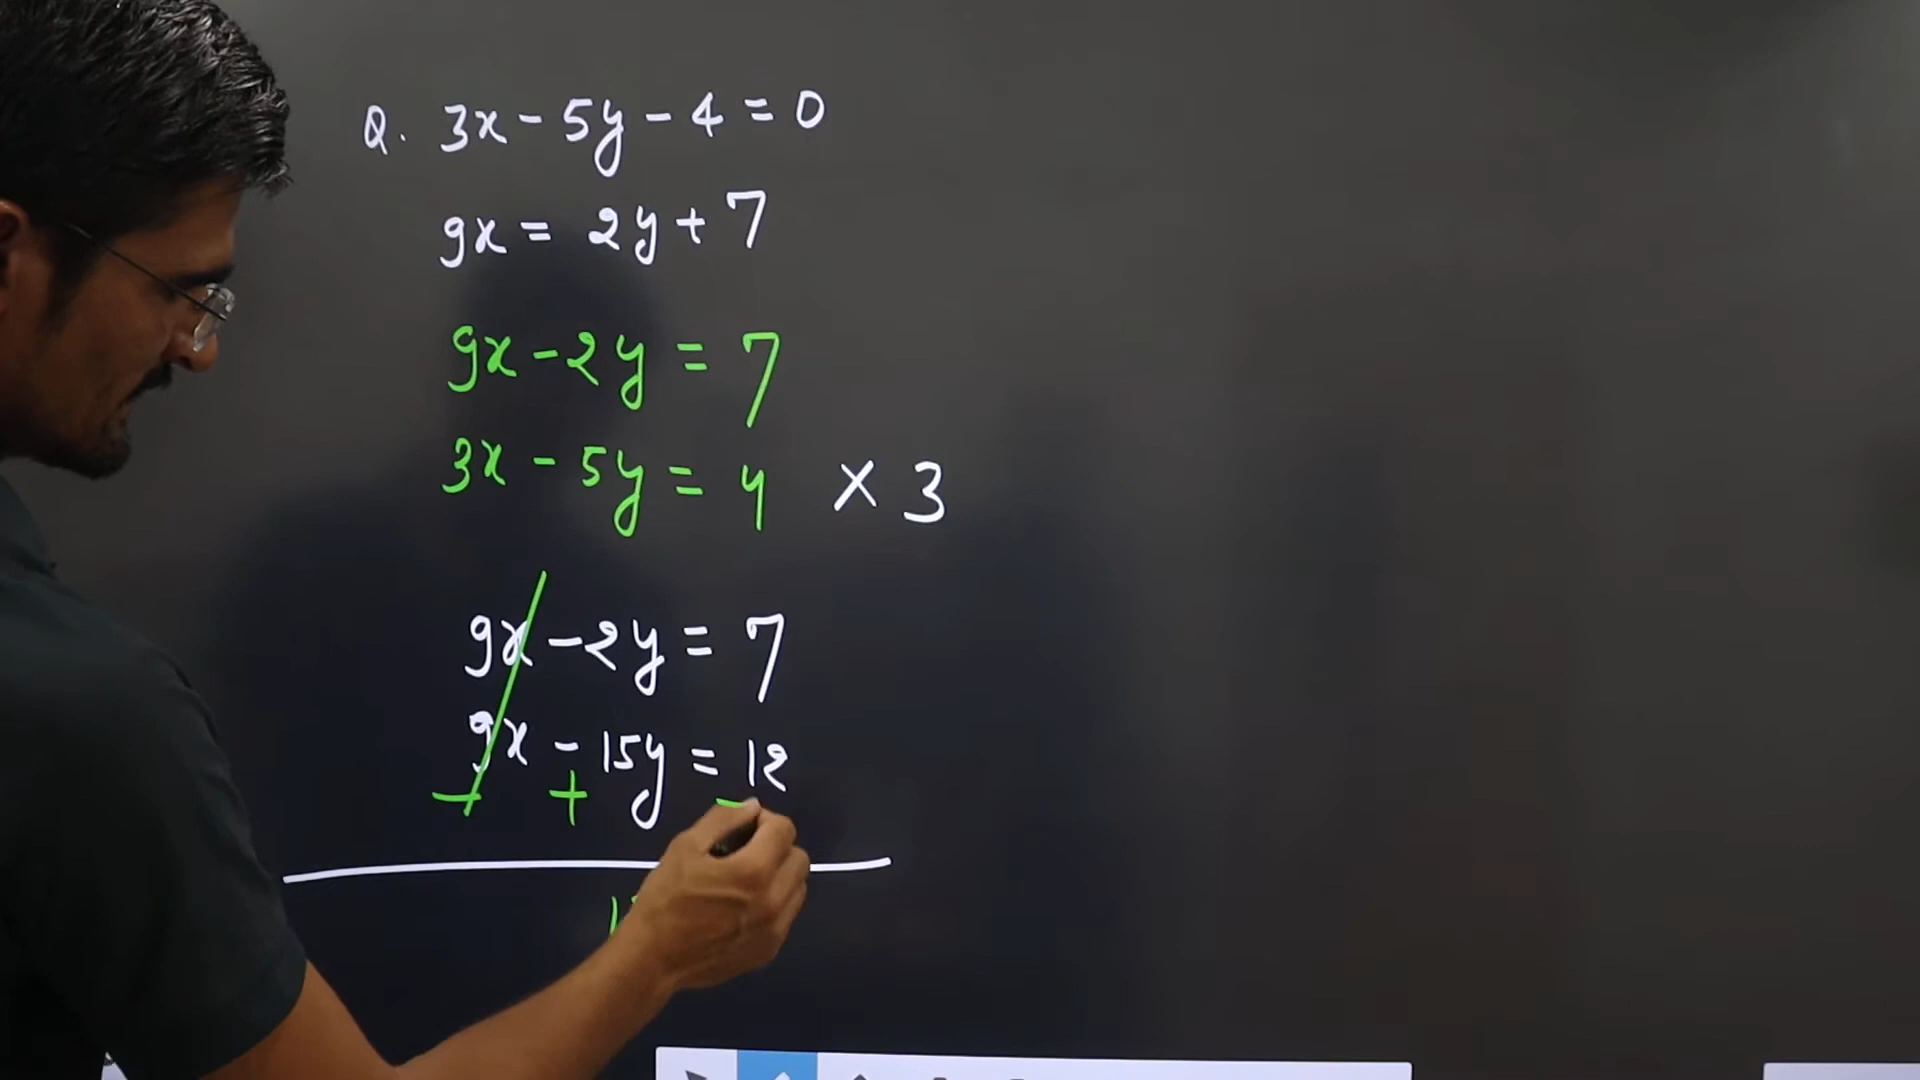 Q. 3x - 5y - 4 = 0
9x = 2y + 7
9x - 2y = 7
3x - 5y = 4 × 3
9x - 2y = 7
9x - 15y = 12
- + -